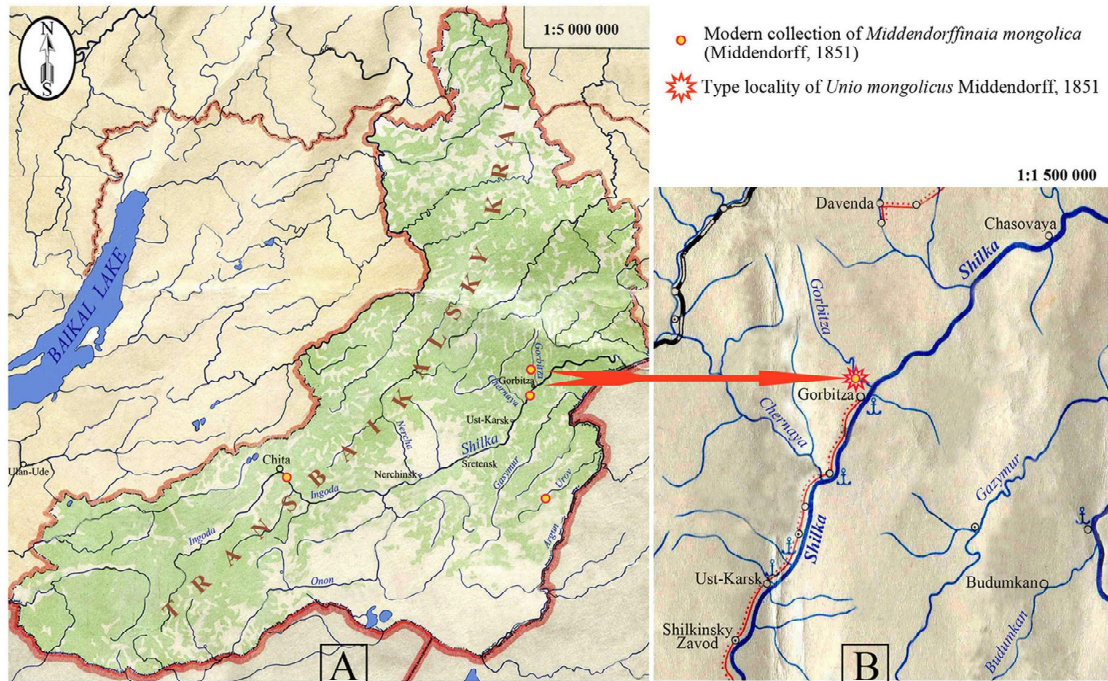 N
S
1:5 000 000
BAIKAL LAKE
TRANSBAIKALSKY KRAI
Gorbitza
Gorbitza
Chernaya
Ust-Karsk
Shilka
Nercha
Nerchinsk
Sretensk
Gasymur
Urov
Argun
Ulan-Ude
Chita
Ingoda
Ingoda
Onon
A
Modern collection of Middendorffinaia mongolica
(Middendorff, 1851)
Type locality of Unio mongolicus Middendorff, 1851
1:1 500 000
Davenda
Chasovaya
Shilka
Gorbitza
Gorbitza
Chernaya
Gazymur
Shilka
Ust-Karsk
Budumkan
Shilkinsky
Zavod
Budumkan
B